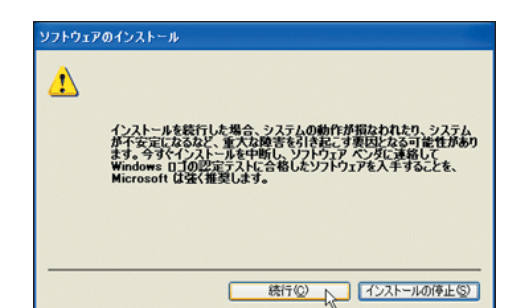 ソフトウェアのインストール
インストールを続行した場合、システムの動作が損なわれたり、システム
が不安定になるなど、重大な障害を引き起こす要因となる可能性があり
ます。今すぐインストールを中断し、ソフトウェア ベンダに連絡して
Windows ロゴの認定テストに合格したソフトウェアを入手することを、
Microsoft は強く推奨します。
続行(C)
インストールの停止(S)